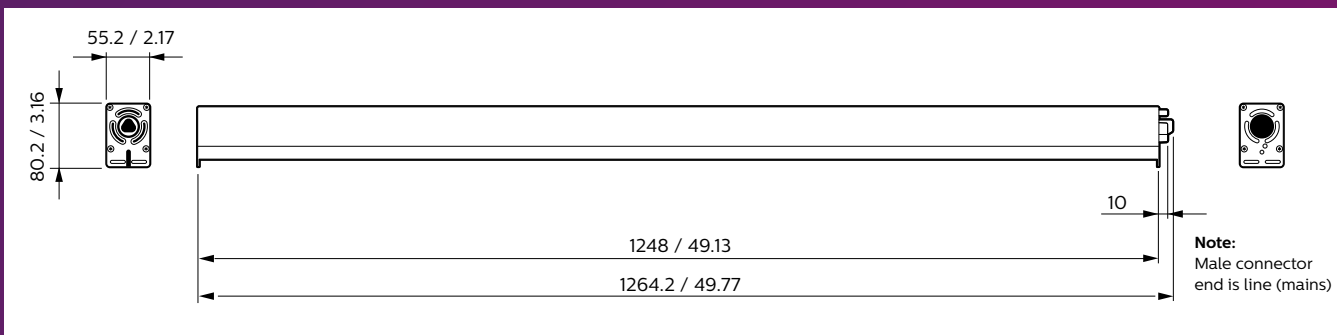 55.2 / 2.17
80.2 / 3.16
10
1248 / 49.13
1264.2 / 49.77
Note:
Male connector
end is line (mains)